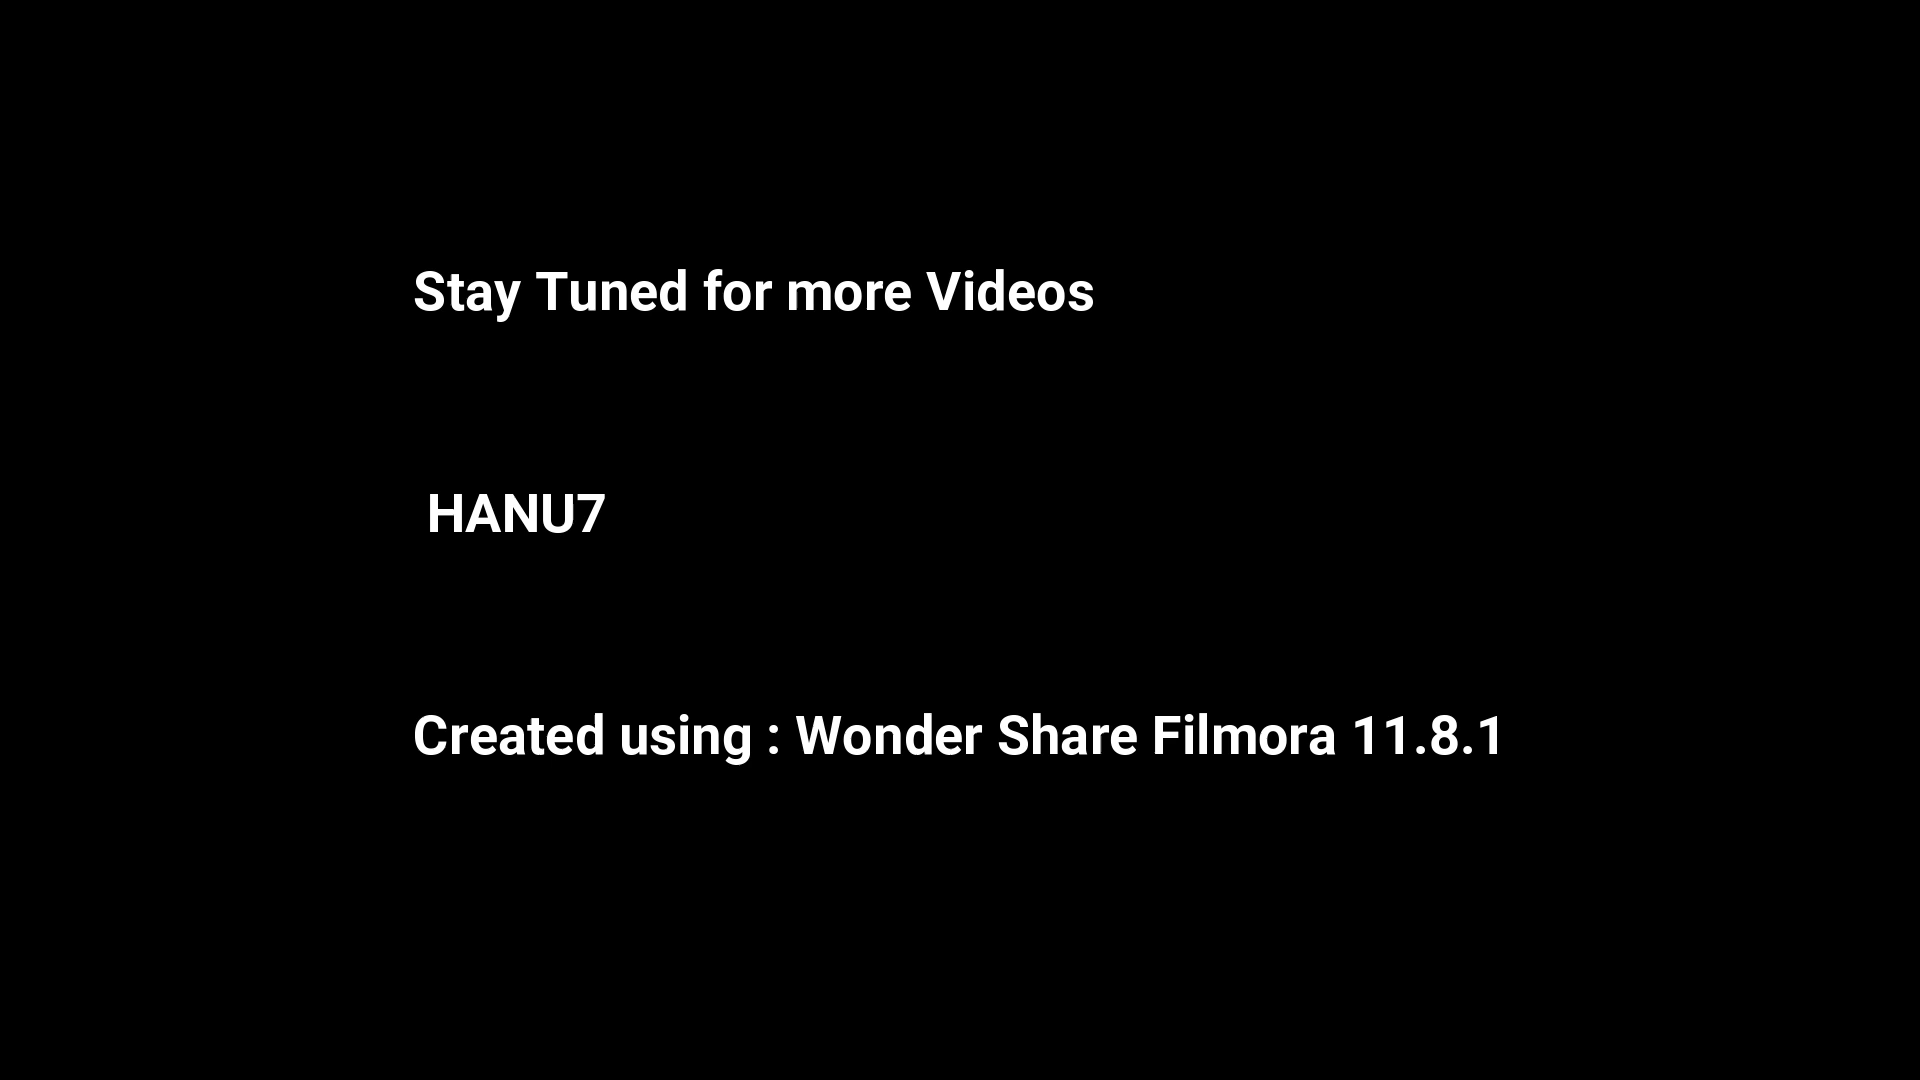 Stay Tuned for more Videos
HANU7
Created using : Wonder Share Filmora 11.8.1